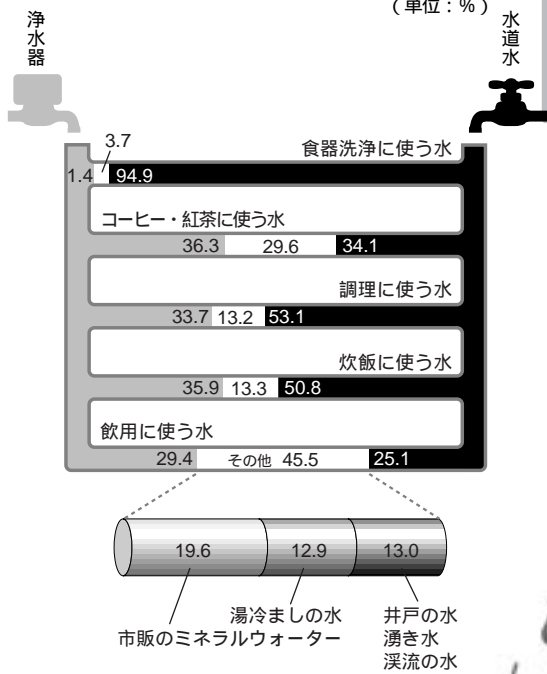 （単位：%）
浄水器
水道水
食器洗浄に使う水
1.4 3.7 94.9
コーヒー・紅茶に使う水
36.3 29.6 34.1
調理に使う水
33.7 13.2 53.1
炊飯に使う水
35.9 13.3 50.8
飲用に使う水
29.4 その他 45.5 25.1
19.6 12.9 13.0
市販のミネラルウォーター
湯冷ましの水
井戸の水
湧き水
渓流の水